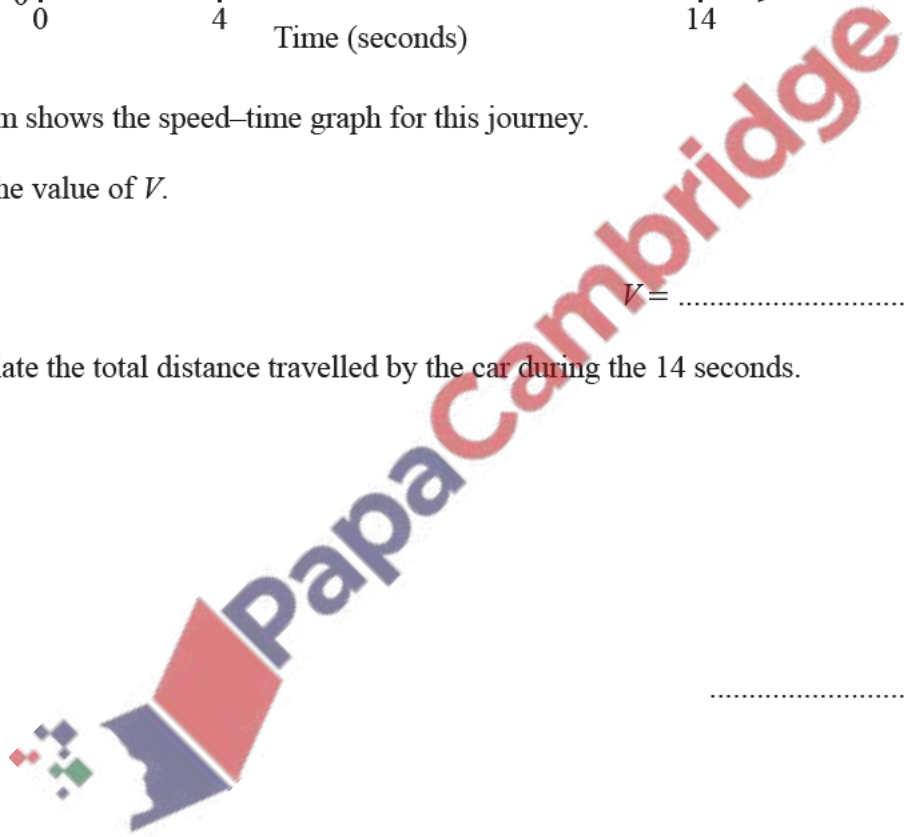 0 4 14
Time (seconds)
m shows the speed–time graph for this journey.
he value of V.
V = ............................
ate the total distance travelled by the car during the 14 seconds.
........................
PapaCambridge